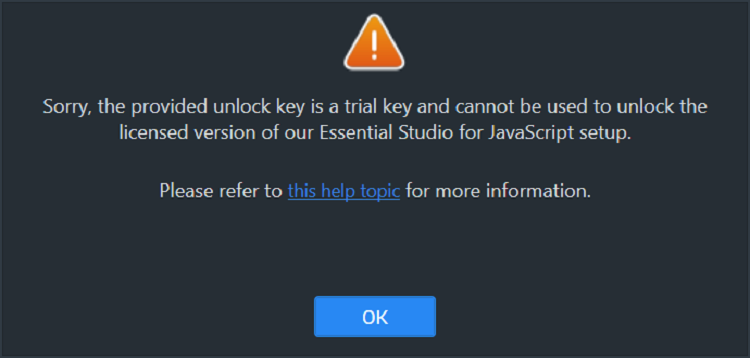 Sorry, the provided unlock key is a trial key and cannot be used to unlock the
licensed version of our Essential Studio for JavaScript setup.
Please refer to this help topic for more information.
OK